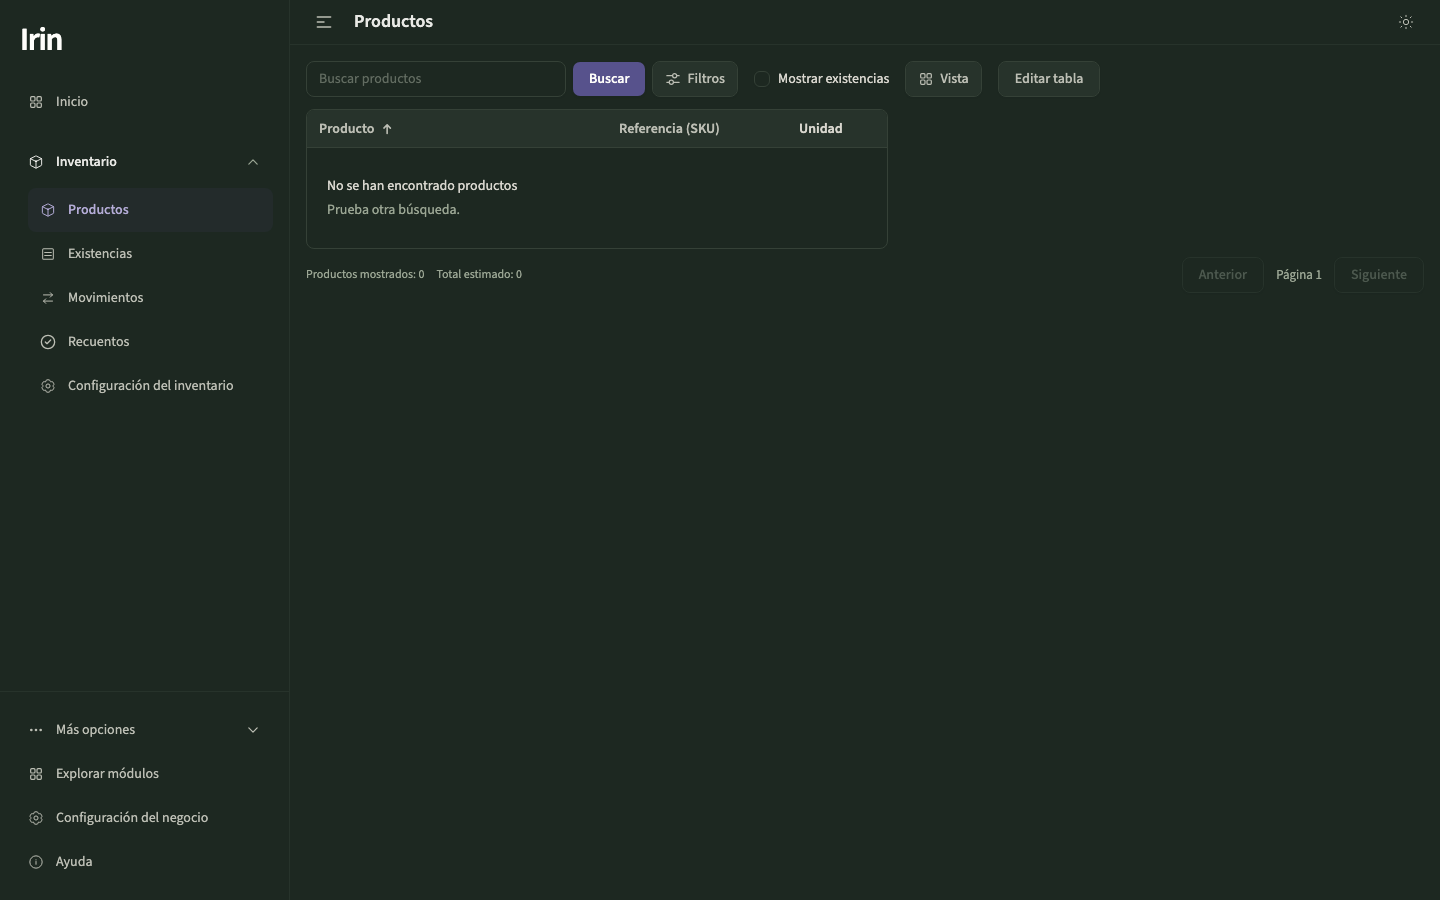 Irin
Productos
Inicio
Inventario
Productos
Existencias
Movimientos
Recuentos
Configuración del inventario
Más opciones
Explorar módulos
Configuración del negocio
Ayuda
Buscar productos
Buscar
Filtros
Mostrar existencias
Vista
Editar tabla
Producto
Referencia (SKU)
Unidad
No se han encontrado productos
Prueba otra búsqueda.
Productos mostrados: 0
Total estimado: 0
Anterior
Página 1
Siguiente